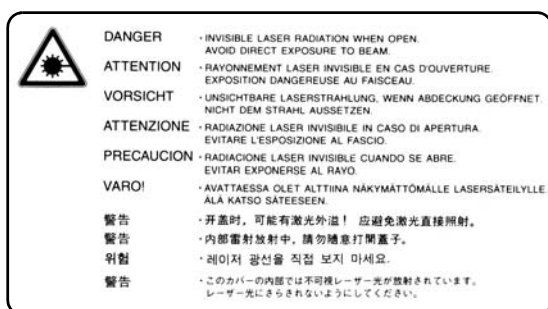 DANGER · INVISIBLE LASER RADIATION WHEN OPEN.
AVOID DIRECT EXPOSURE TO BEAM.
ATTENTION · RAYONNEMENT LASER INVISIBLE EN CAS D'OUVERTURE.
EXPOSITION DANGEREUSE AU FAISCEAU.
VORSICHT · UNSICHTBARE LASERSTRAHLUNG, WENN ABDECKUNG GEÖFFNET.
NICHT DEM STRAHL AUSSETZEN.
ATTENZIONE · RADIAZIONE LASER INVISIBILE IN CASO DI APERTURA.
EVITARE L'ESPOSIZIONE AL FASCIO.
PRECAUCION · RADIACIONE LASER INVISIBLE CUANDO SE ABRE.
EVITAR EXPONERSE AL RAYO.
VARO! · AVATTAESSA OLET ALTTIINA NÄKYMÄTTÖMÄLLE LASERSÄTEILYLLE.
ÄLÄ KATSO SÄTEESEEN.
警告 · 开盖时，可能有激光外溢！ 应避免激光直接照射。
警告 · 内部雷射放射中，請勿隨意打開蓋子。
위험 · 레이저 광선을 직접 보지 마세요.
警告 · このカバーの内部では不可視レーザー光が放射されています。
レーザー光にさらされないようにしてください。